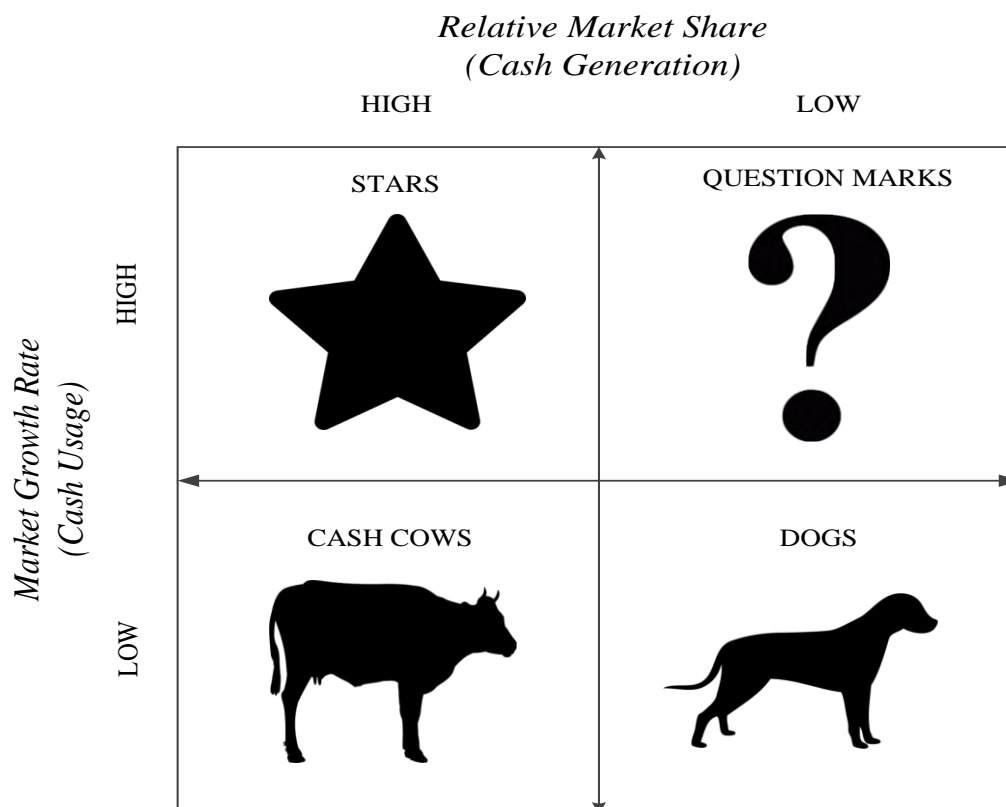 Relative Market Share
(Cash Generation)
HIGH
LOW
STARS
QUESTION MARKS
?
HIGH
Market Growth Rate
(Cash Usage)
CASH COWS
DOGS
LOW